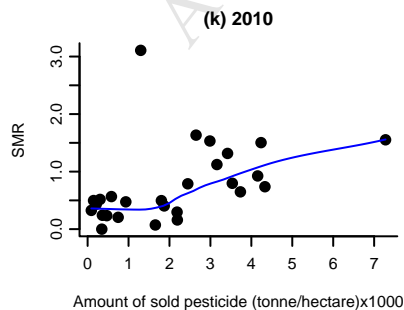 (k) 2010
A
SMR
0.0 1.0 2.0 3.0
0 1 2 3 4 5 6 7
Amount of sold pesticide (tonne/hectare)x1000